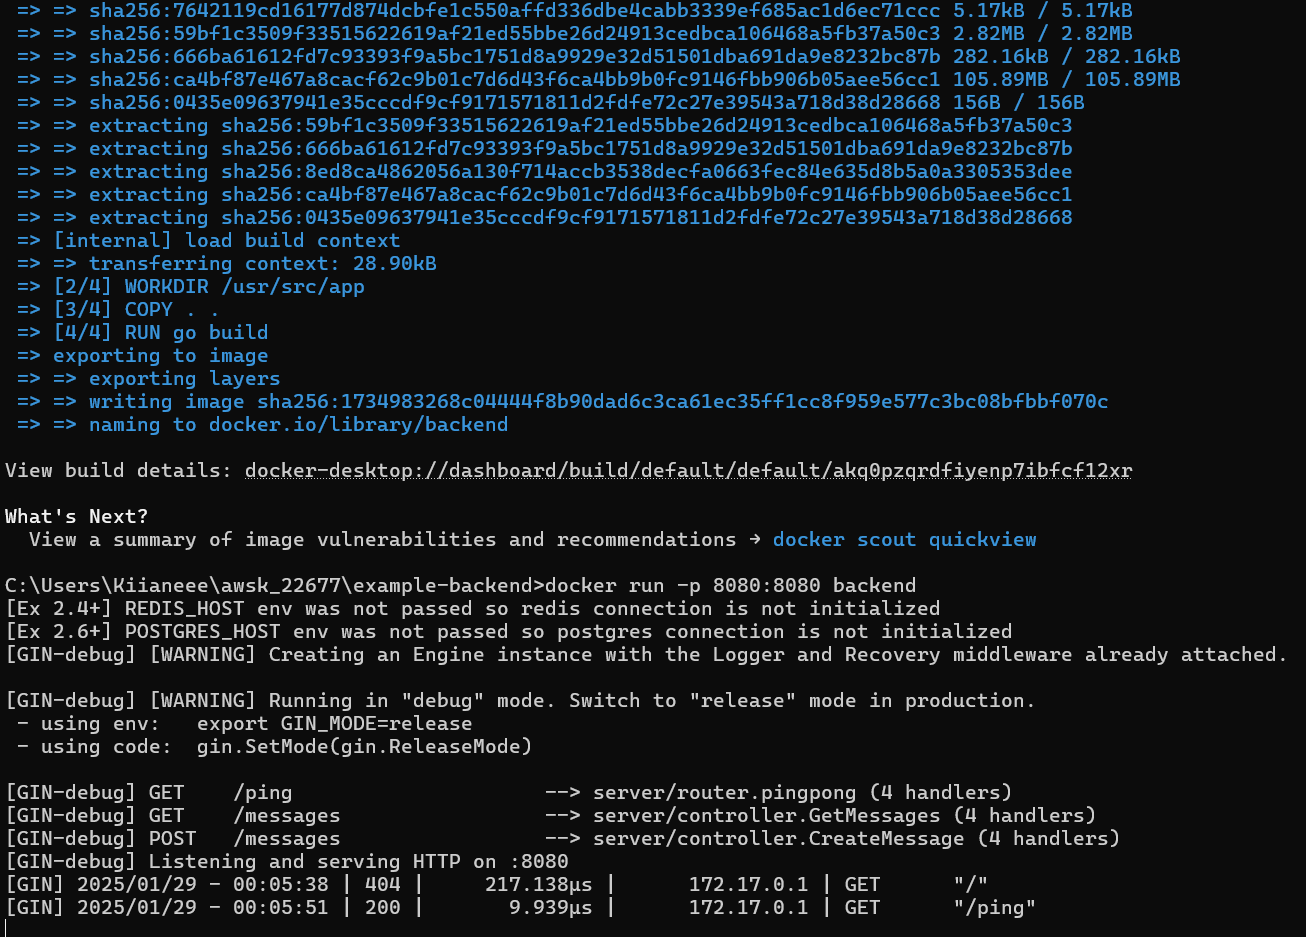 => => sha256:7642119cd16177d874dcbfe1c550affd336dbe4cabb3339ef685ac1d6ec71ccc 5.17kB / 5.17kB
=> => sha256:59bf1c3509f33515622619af21ed55bbe26d24913cedbca106468a5fb37a50c3 2.82MB / 2.82MB
=> => sha256:666ba61612fd7c93393f9a5bc1751d8a9929e32d51501dba691da9e8232bc87b 282.16kB / 282.16kB
=> => sha256:ca4bf87e467a8cacf62c9b01c7d6d43f6ca4bb9b0fc9146fbb906b05aee56cc1 105.89MB / 105.89MB
=> => sha256:0435e09637941e35cccdf9cf9171571811d2fdfe72c27e39543a718d38d28668 156B / 156B
=> => extracting sha256:59bf1c3509f33515622619af21ed55bbe26d24913cedbca106468a5fb37a50c3
=> => extracting sha256:666ba61612fd7c93393f9a5bc1751d8a9929e32d51501dba691da9e8232bc87b
=> => extracting sha256:8ed8ca4862056a130f714accb3538decfa0663fec84e635d8b5a0a3305353dee
=> => extracting sha256:ca4bf87e467a8cacf62c9b01c7d6d43f6ca4bb9b0fc9146fbb906b05aee56cc1
=> => extracting sha256:0435e09637941e35cccdf9cf9171571811d2fdfe72c27e39543a718d38d28668
=> [internal] load build context
=> => transferring context: 28.90kB
=> [2/4] WORKDIR /usr/src/app
=> [3/4] COPY . .
=> [4/4] RUN go build
=> exporting to image
=> => exporting layers
=> => writing image sha256:1734983268c04444f8b90dad6c3ca61ec35ff1cc8f959e577c3bc08bfbbf070c
=> => naming to docker.io/library/backend
View build details: docker-desktop://dashboard/build/default/default/akq0pzqrdfiyenp7ibfcf12xr
What's Next?
View a summary of image vulnerabilities and recommendations → docker scout quickview
C:\Users\Kiianeee\awsk_22677\example-backend>docker run -p 8080:8080 backend
[Ex 2.4+] REDIS_HOST env was not passed so redis connection is not initialized
[Ex 2.6+] POSTGRES_HOST env was not passed so postgres connection is not initialized
[GIN-debug] [WARNING] Creating an Engine instance with the Logger and Recovery middleware already attached.
[GIN-debug] [WARNING] Running in "debug" mode. Switch to "release" mode in production.
- using env:   export GIN_MODE=release
- using code:  gin.SetMode(gin.ReleaseMode)
[GIN-debug] GET    /ping                     --> server/router.pingpong (4 handlers)
[GIN-debug] GET    /messages                 --> server/controller.GetMessages (4 handlers)
[GIN-debug] POST   /messages                 --> server/controller.CreateMessage (4 handlers)
[GIN-debug] Listening and serving HTTP on :8080
[GIN] 2025/01/29 - 00:05:38 | 404 |     217.138µs |      172.17.0.1 | GET      "/"
[GIN] 2025/01/29 - 00:05:51 | 200 |       9.939µs |      172.17.0.1 | GET      "/ping"